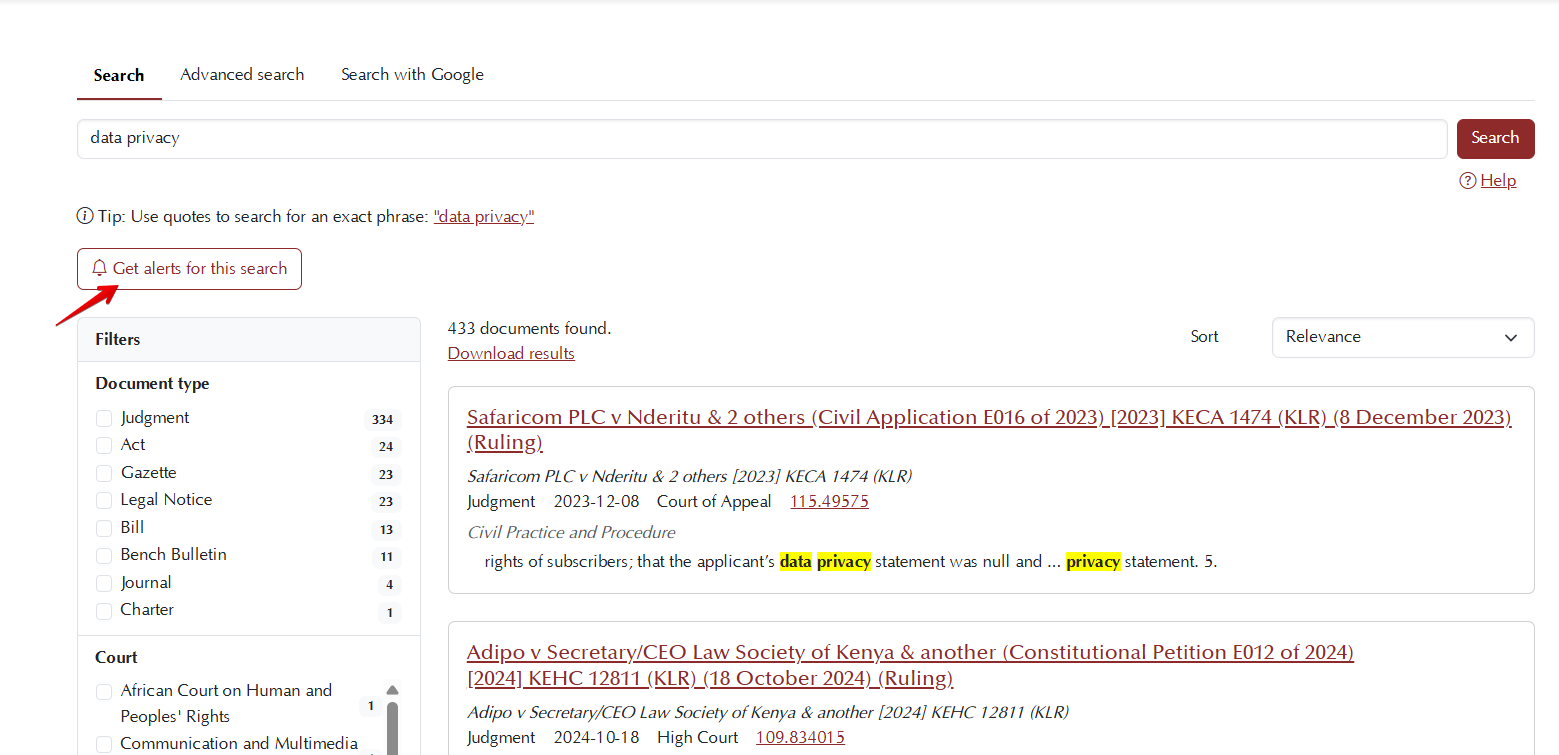 Search Advanced search Search with Google
data privacy Search
Help
Tip: Use quotes to search for an exact phrase: "data privacy"
Get alerts for this search
Filters
Document type
Judgment 334
Act 24
Gazette 23
Legal Notice 23
Bill 13
Bench Bulletin 11
Journal 4
Charter 1
Court
African Court on Human and
Peoples' Rights 1
Communication and Multimedia
433 documents found.
Download results
Sort Relevance
Safaricom PLC v Nderitu & 2 others (Civil Application E016 of 2023) [2023] KECA 1474 (KLR) (8 December 2023)
(Ruling)
Safaricom PLC v Nderitu & 2 others [2023] KECA 1474 (KLR)
Judgment 2023-12-08 Court of Appeal 115.49575
Civil Practice and Procedure
rights of subscribers; that the applicant's data privacy statement was null and ... privacy statement. 5.
Adipo v Secretary/CEO Law Society of Kenya & another (Constitutional Petition E012 of 2024)
[2024] KEHC 12811 (KLR) (18 October 2024) (Ruling)
Adipo v Secretary/CEO Law Society of Kenya & another [2024] KEHC 12811 (KLR)
Judgment 2024-10-18 High Court 109.834015